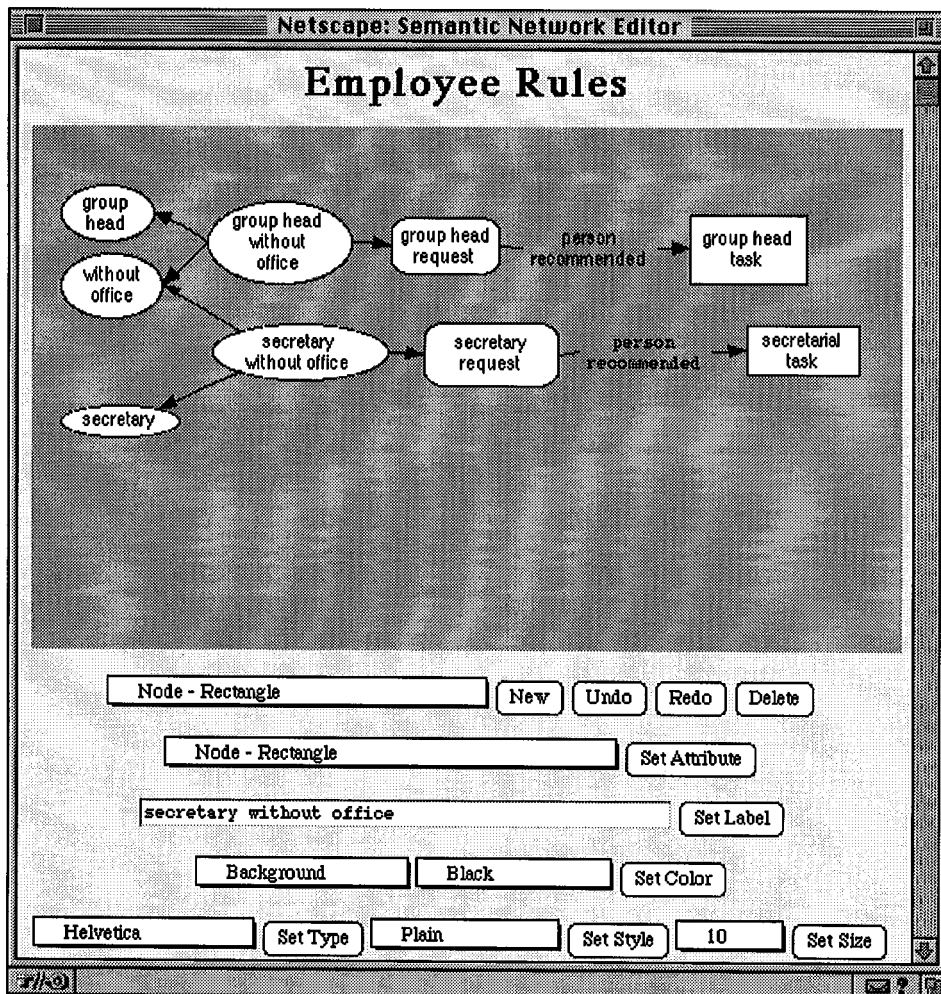 Netscape: Semantic Network Editor
Employee Rules
group
head
group head
without
office
group head
request
person
recommended
group head
task
without
office
secretary
without office
secretary
request
person
recommended
secretarial
task
secretary
Node - Rectangle
New
Undo
Redo
Delete
Node - Rectangle
Set Attribute
secretary without office
Set Label
Background
Black
Set Color
Helvetica
Set Type
Plain
Set Style
10
Set Size
?